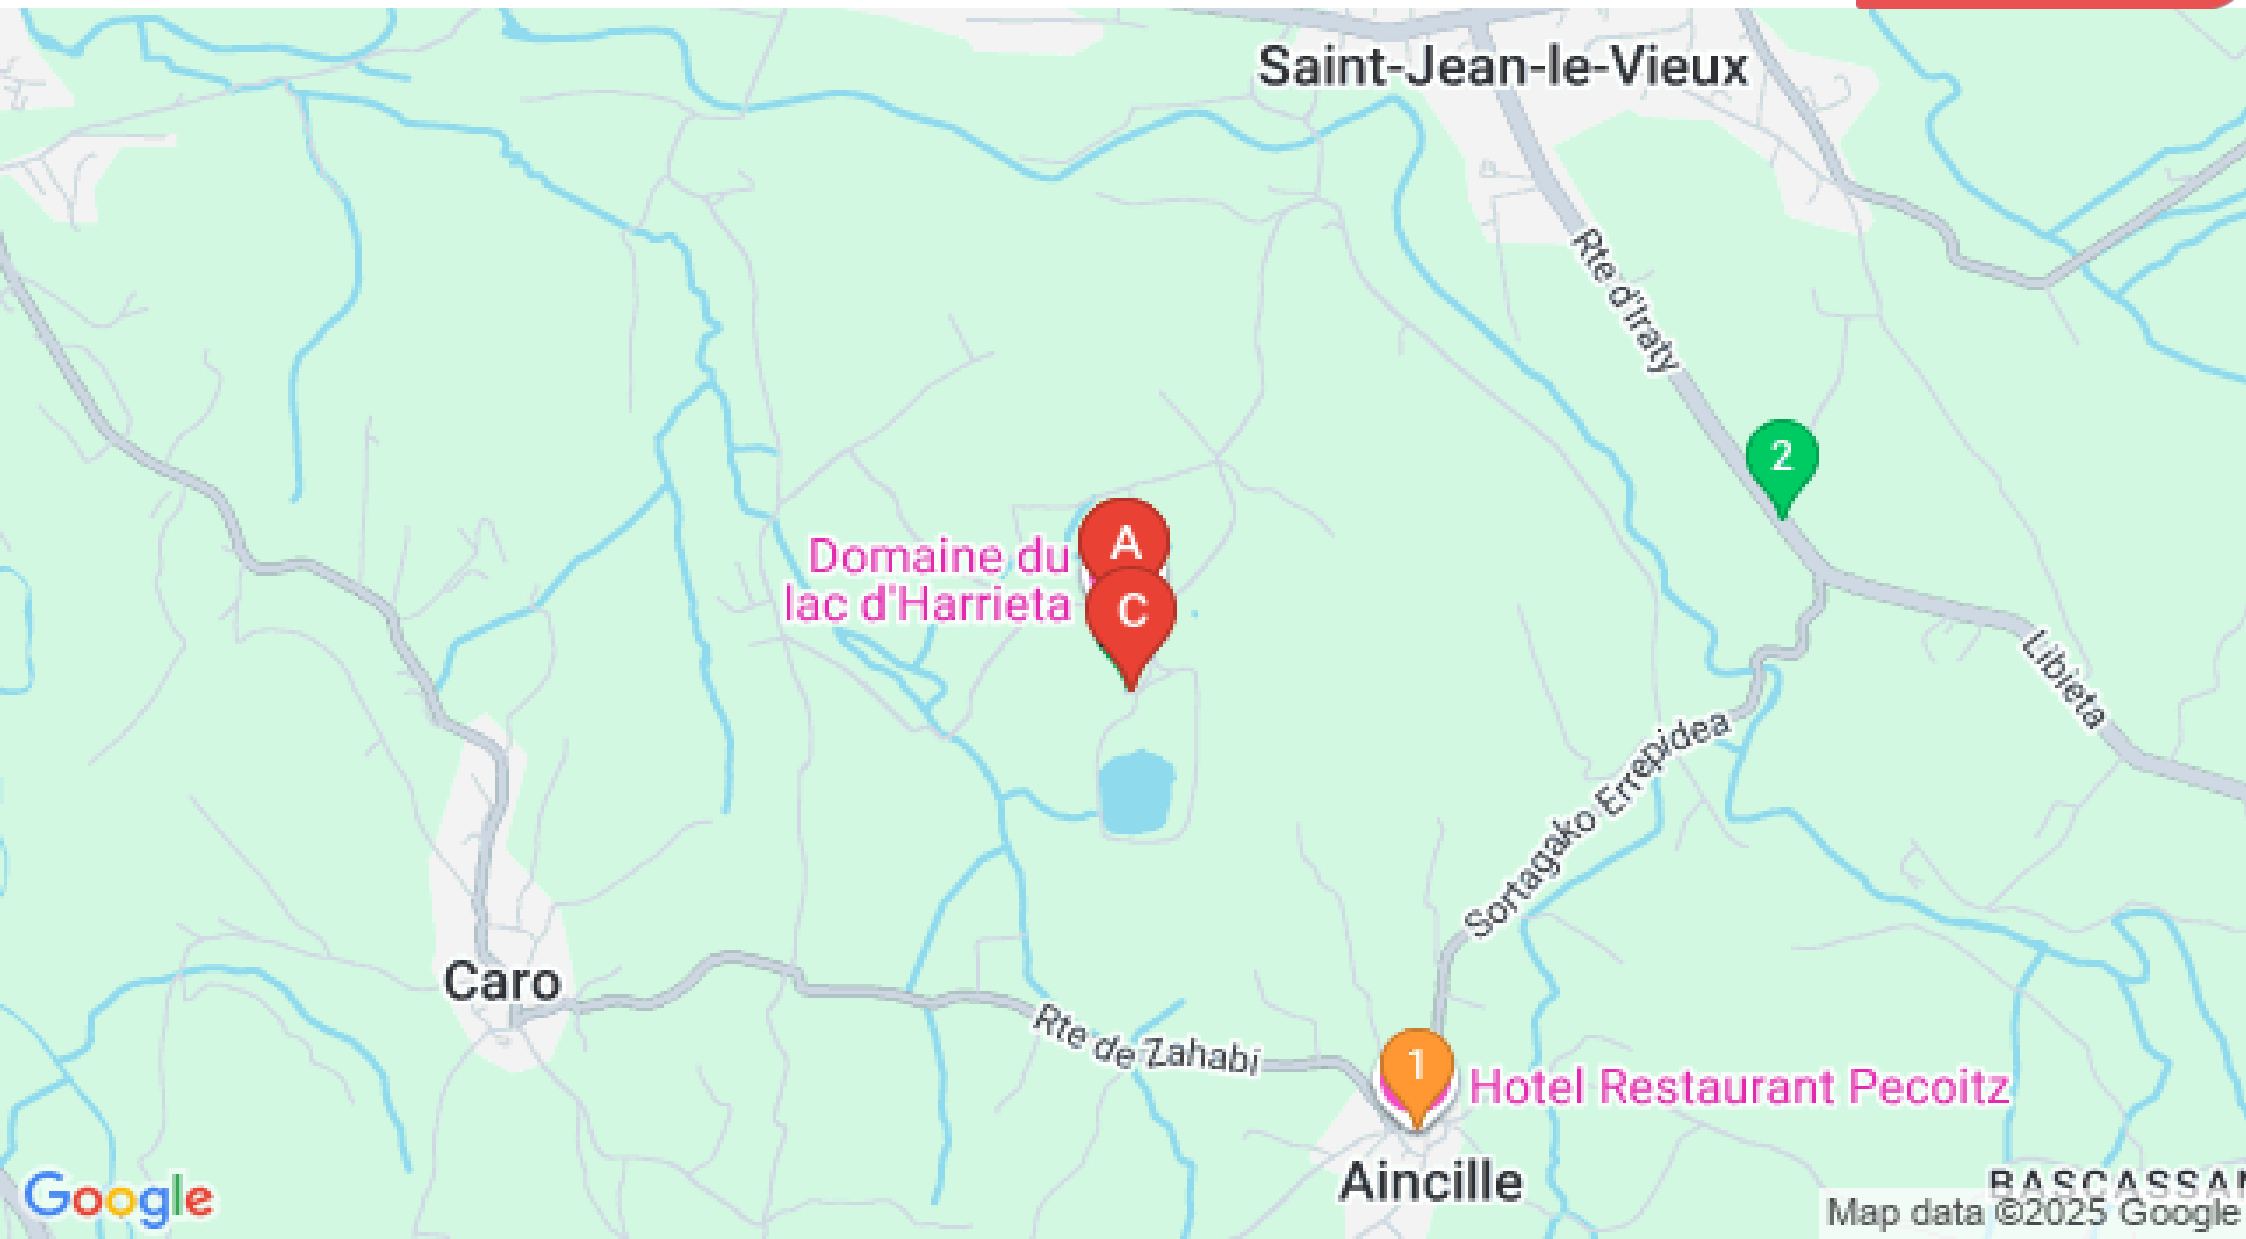 Saint-Jean-le-Vieux
Rte d'Iraty
2
A
Domaine du
lac d'Harrieta
C
Libieta
Sortagako Errepidea
Caro
Rte de Zahabi
1
Hotel Restaurant Pecoitz
Aincille
BASCASSAN
Google
Map data ©2025 Google